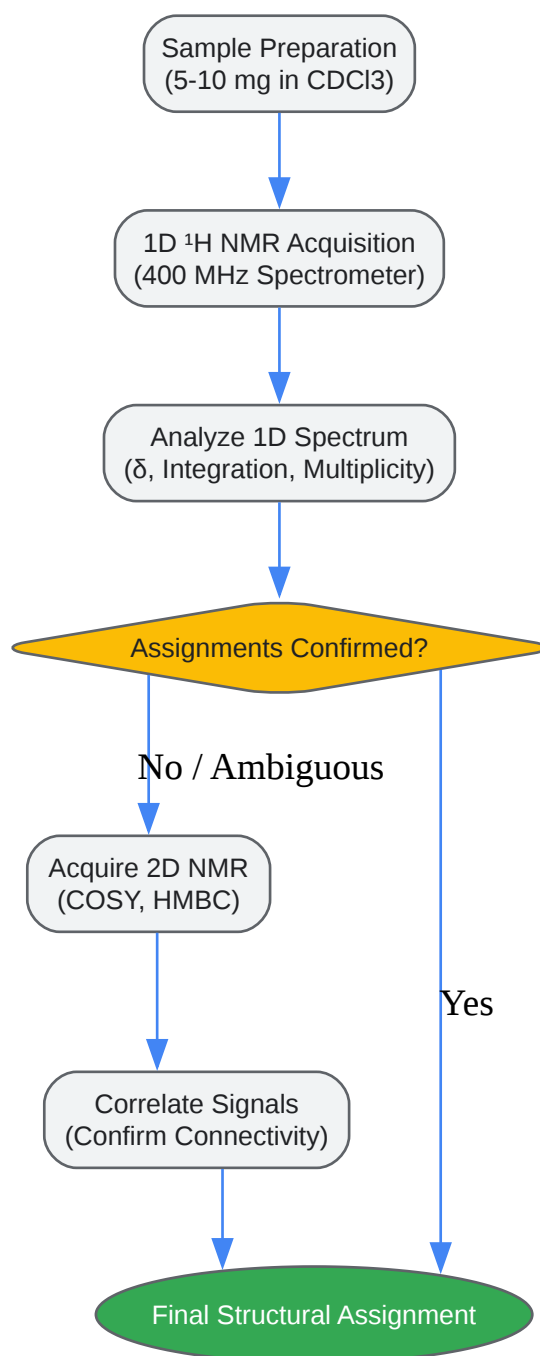 Sample Preparation
(5-10 mg in CDCl3)
1D ¹H NMR Acquisition
(400 MHz Spectrometer)
Analyze 1D Spectrum
(δ, Integration, Multiplicity)
Assignments Confirmed?
No / Ambiguous
Acquire 2D NMR
(COSY, HMBC)
Yes
Correlate Signals
(Confirm Connectivity)
Final Structural Assignment